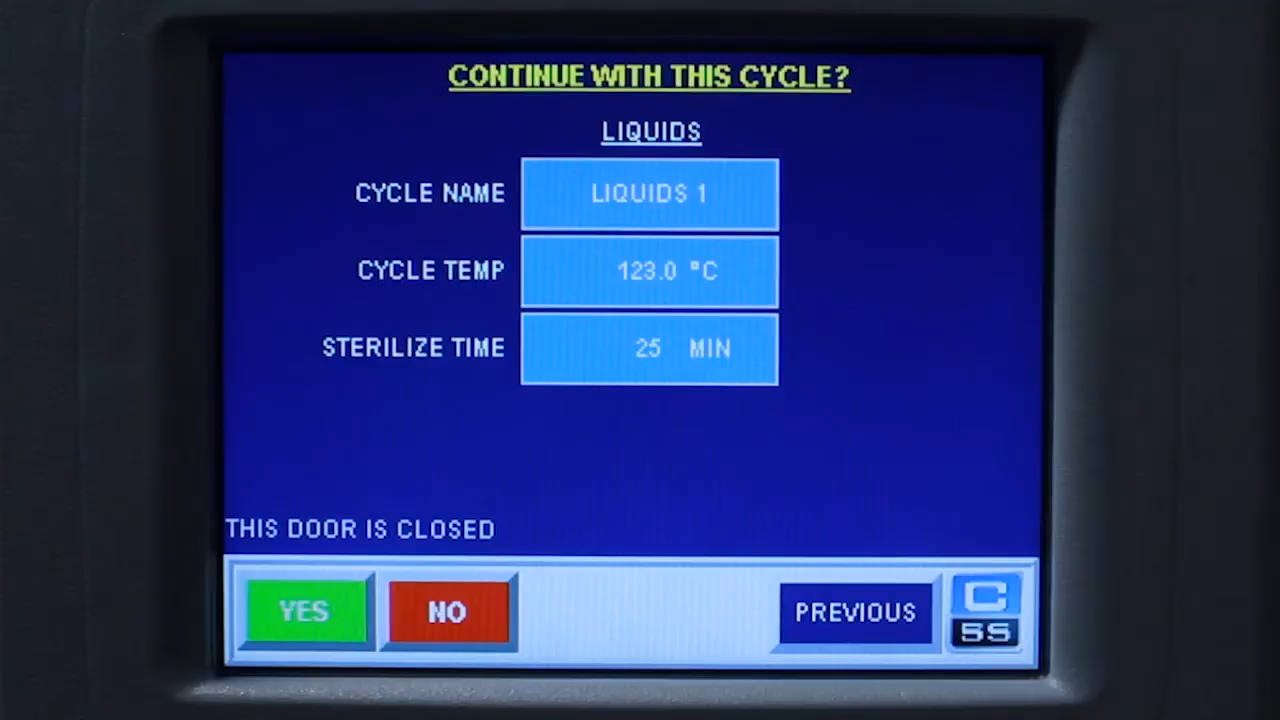 CONTINUE WITH THIS CYCLE?
LIQUIDS
CYCLE NAME LIQUIDS 1
CYCLE TEMP 123.0 °C
STERILIZE TIME 25 MIN
THIS DOOR IS CLOSED
YES NO PREVIOUS C
SS